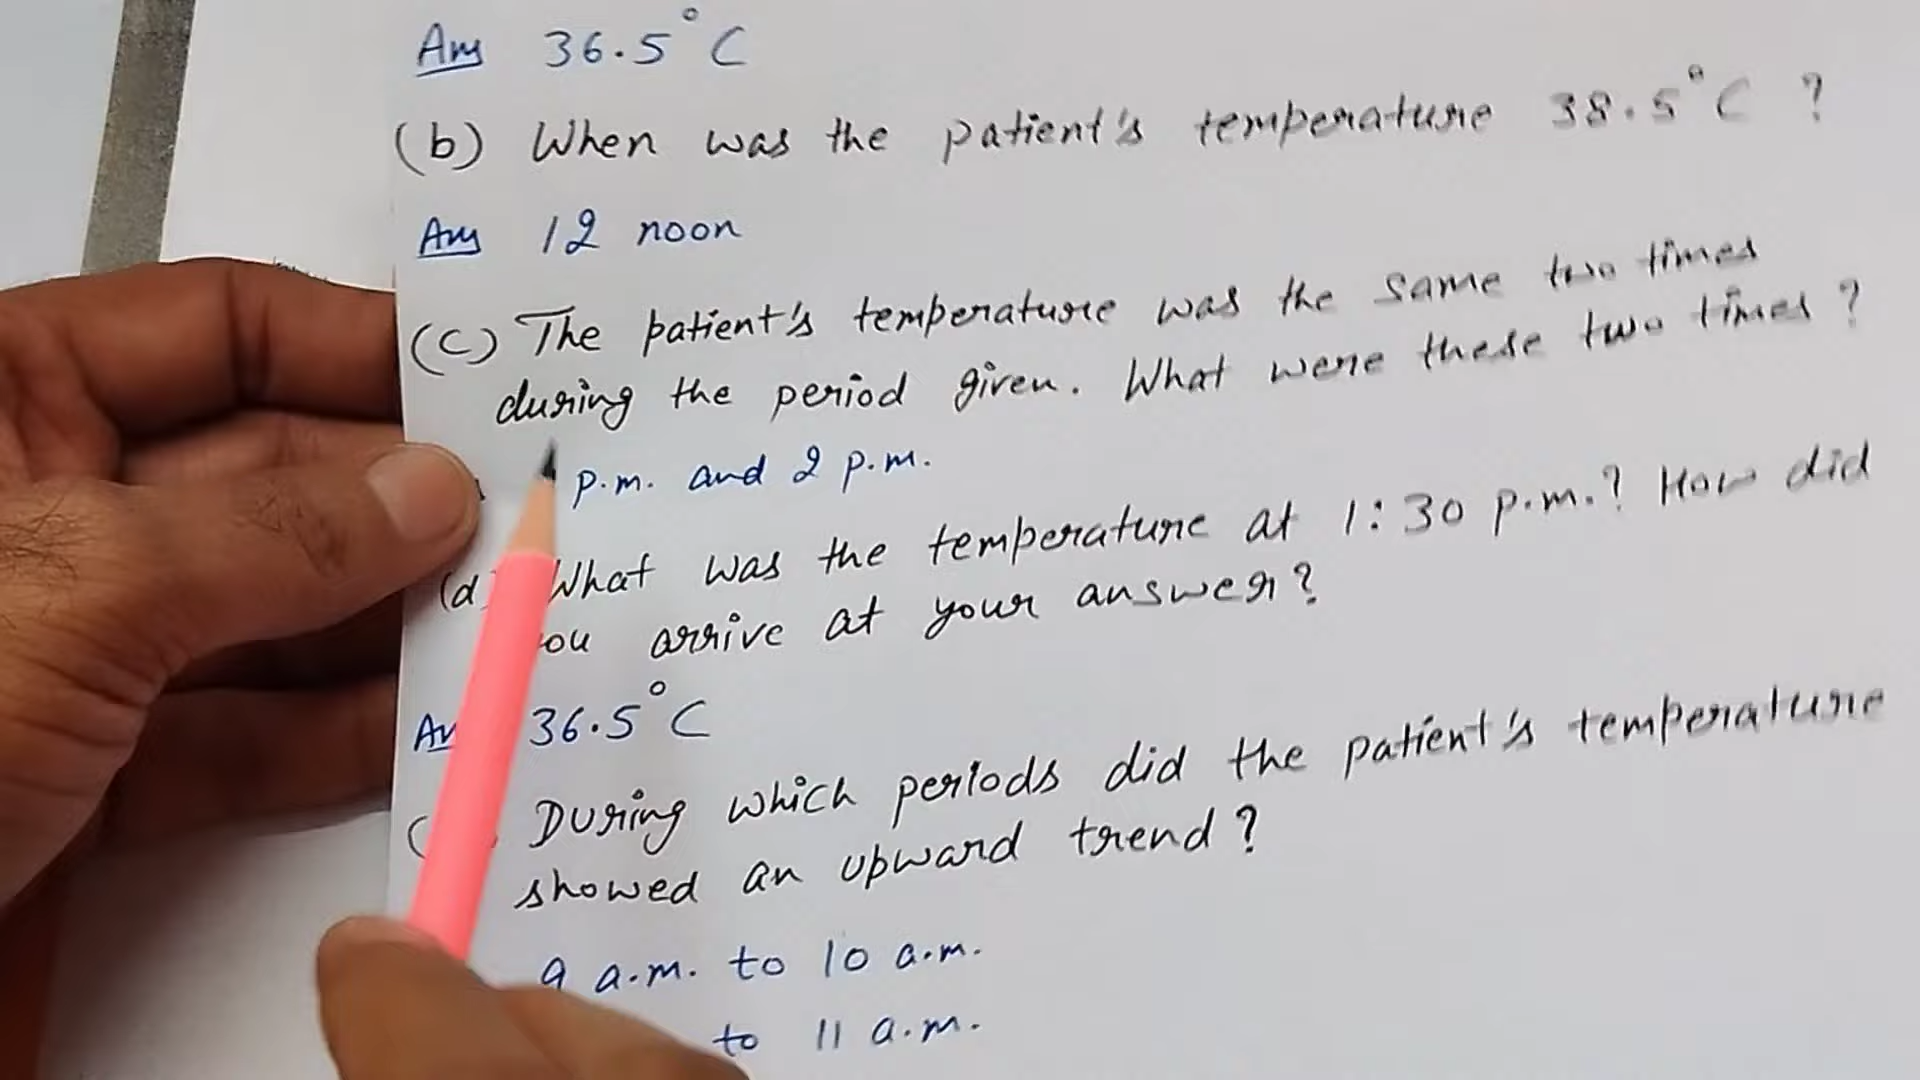 Ans 36.5°C
(b) When was the patient's temperature 38.5°C ?
Ans 12 noon
(c) The patient's temperature was the same two times
during the period given. What were these two times ?
p.m. and 2 p.m.
(d) What was the temperature at 1:30 p.m.? How did
you arrive at your answer?
Ans 36.5°C
During which periods did the patient's temperature
showed an upward trend ?
9 a.m. to 10 a.m.
to 11 a.m.